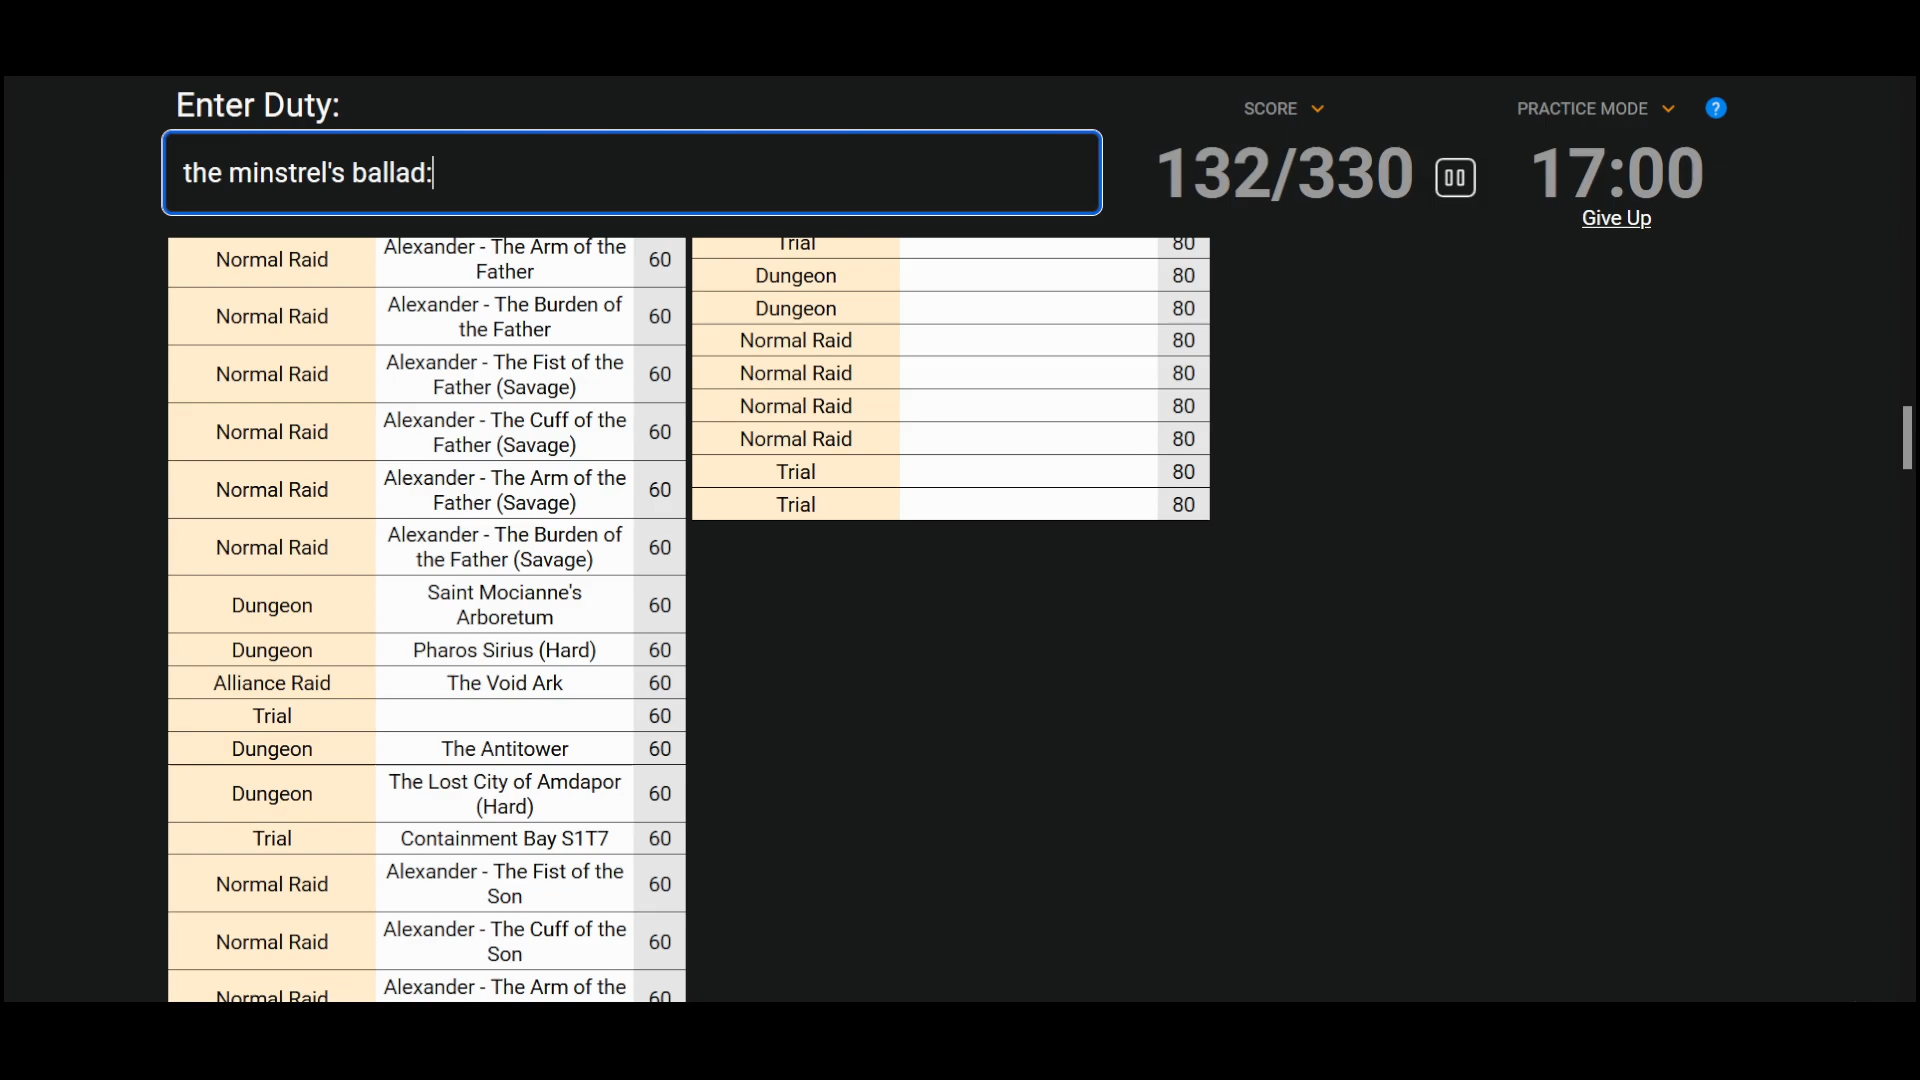 Enter Duty:
SCORE
PRACTICE MODE
?
the minstrel's ballad:
132/330
17:00
Give Up
Normal Raid
Alexander - The Arm of the
Father
60
Normal Raid
Alexander - The Burden of
the Father
60
Normal Raid
Alexander - The Fist of the
Father (Savage)
60
Normal Raid
Alexander - The Cuff of the
Father (Savage)
60
Normal Raid
Alexander - The Arm of the
Father (Savage)
60
Normal Raid
Alexander - The Burden of
the Father (Savage)
60
Dungeon
Saint Mocianne's
Arboretum
60
Dungeon
Pharos Sirius (Hard)
60
Alliance Raid
The Void Ark
60
Trial
60
Dungeon
The Antitower
60
Dungeon
The Lost City of Amdapor
(Hard)
60
Trial
Containment Bay S1T7
60
Normal Raid
Alexander - The Fist of the
Son
60
Normal Raid
Alexander - The Cuff of the
Son
60
Normal Raid
Alexander - The Arm of the
60
Trial
80
Dungeon
80
Dungeon
80
Normal Raid
80
Normal Raid
80
Normal Raid
80
Normal Raid
80
Trial
80
Trial
80